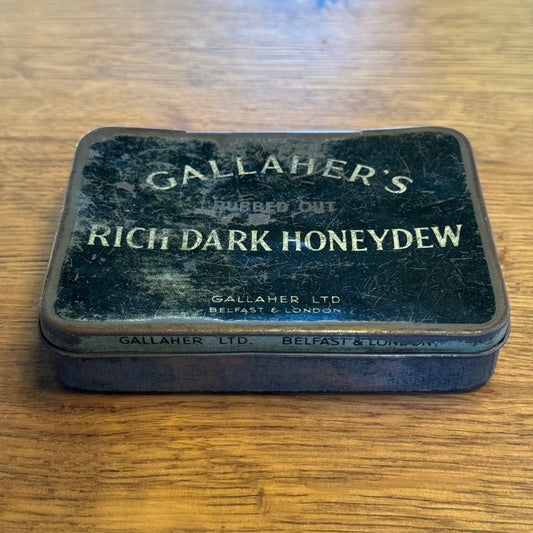 GALLAHER'S
RUBBED OUT
RICH DARK HONEYDEW
GALLAHER LTD
BELFAST & LONDON
GALLAHER LTD. BELFAST & LONDON.